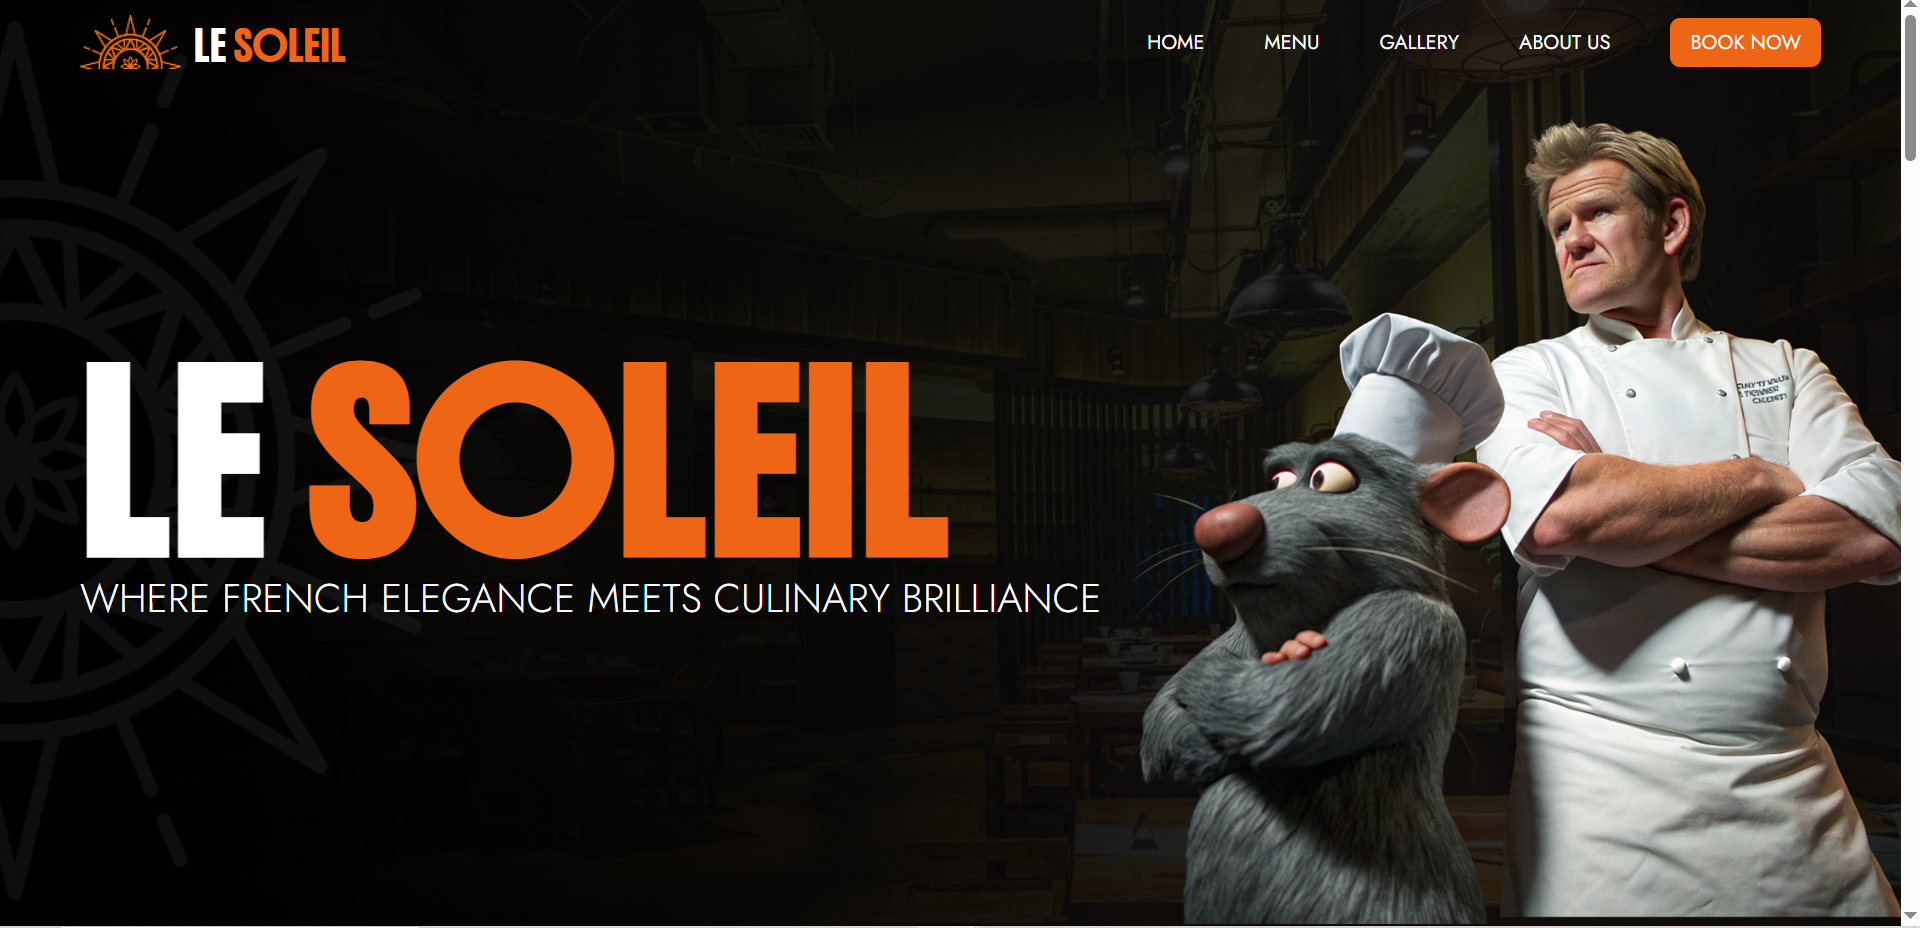 LE SOLEIL
HOME
MENU
GALLERY
ABOUT US
BOOK NOW
LE SOLEIL
WHERE FRENCH ELEGANCE MEETS CULINARY BRILLIANCE